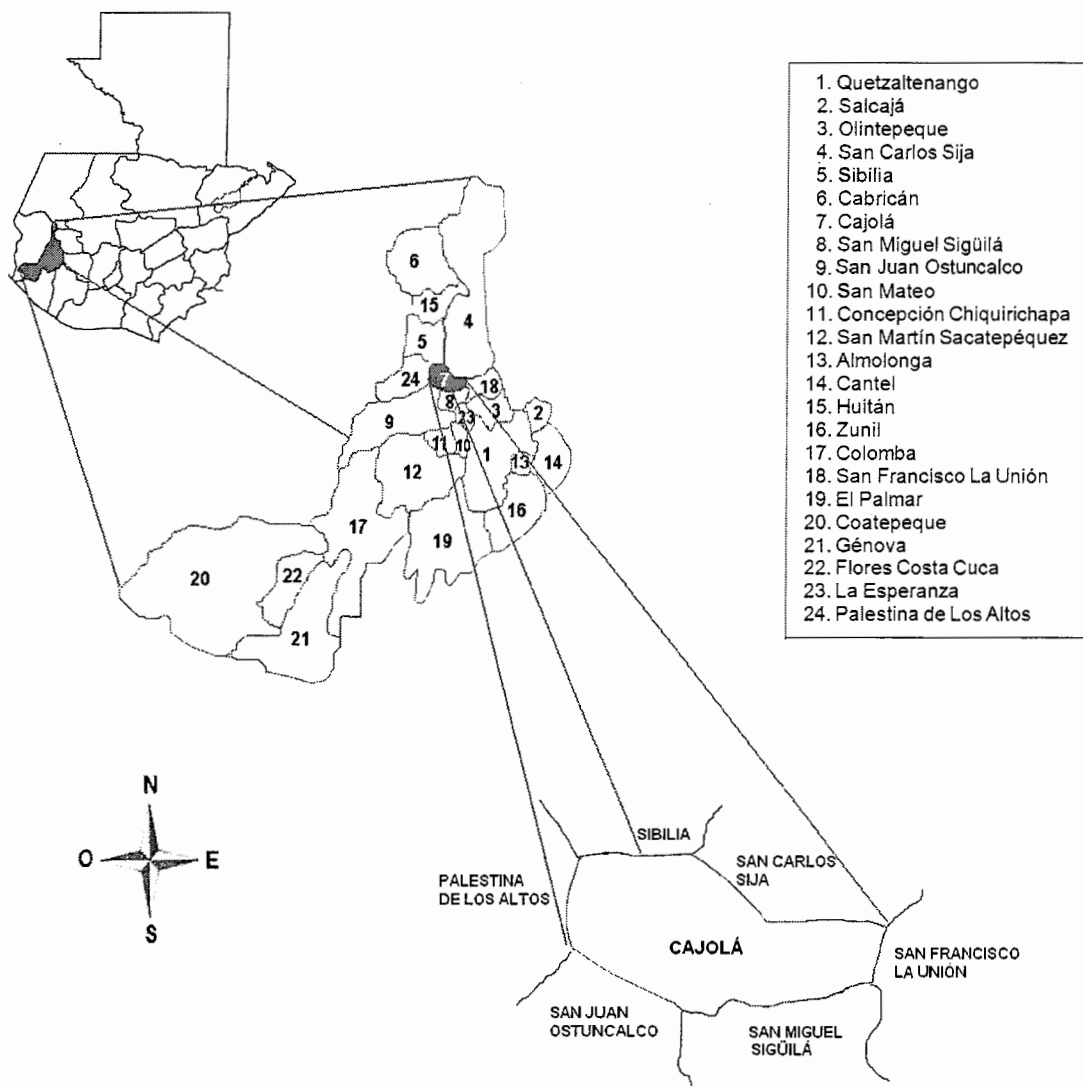 1. Quetzaltenango
2. Salcajá
3. Olintepeque
4. San Carlos Sija
5. Sibília
6. Cabricán
7. Cajolá
8. San Miguel Sigüilá
9. San Juan Ostuncalco
10. San Mateo
11. Concepción Chiquirichapa
12. San Martín Sacatepéquez
13. Almolonga
14. Cantel
15. Huitán
16. Zunil
17. Colomba
18. San Francisco La Unión
19. El Palmar
20. Coatepeque
21. Génova
22. Flores Costa Cuca
23. La Esperanza
24. Palestina de Los Altos
6
15
4
5
24
7
18
8
9
23
3
2
11
10
1
13
14
12
16
17
19
20
22
21
N
O
E
S
SIBILIA
SAN CARLOS
SIJA
PALESTINA
DE LOS ALTOS
CAJOLÁ
SAN FRANCISCO
LA UNIÓN
SAN JUAN
OSTUNCALCO
SAN MIGUEL
SIGÜILÁ